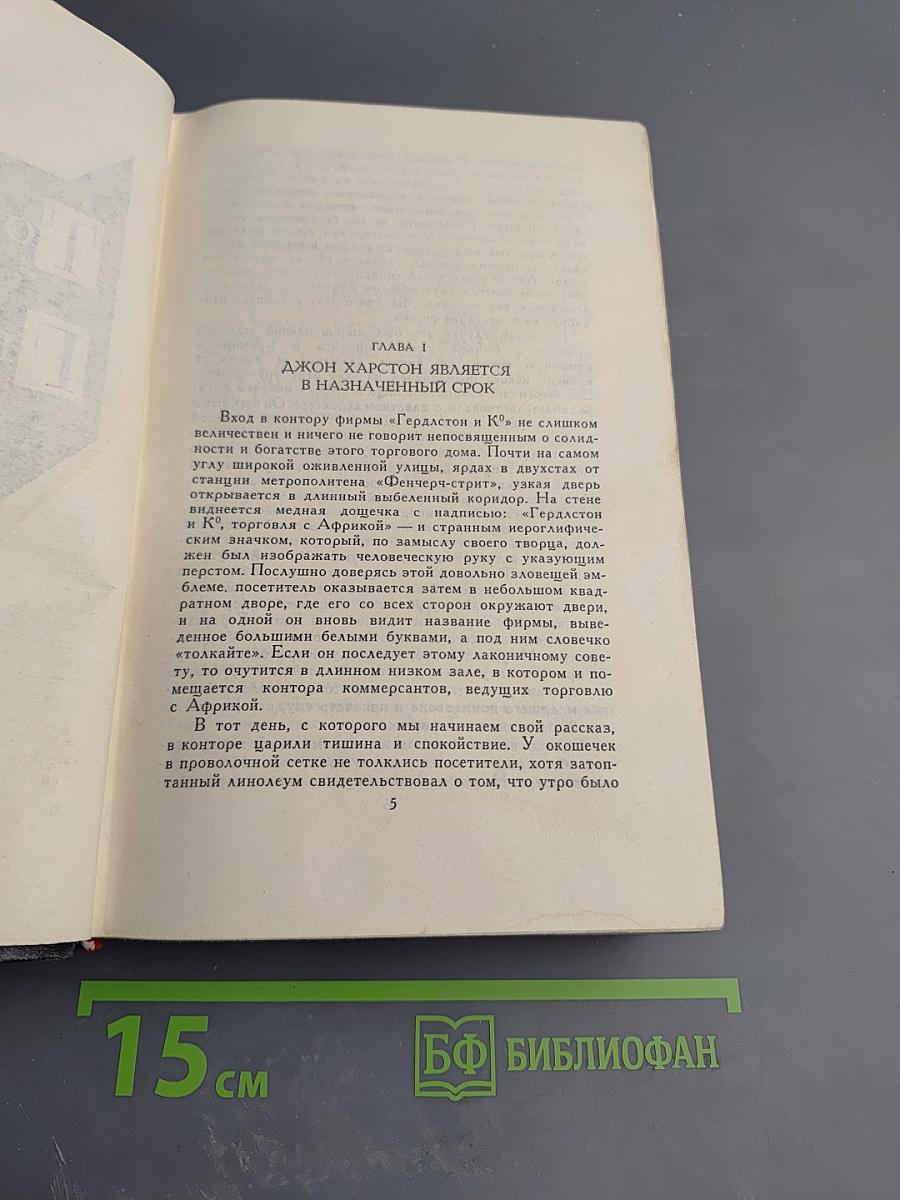 ГЛАВА I
ДЖОН ХАРСТОН ЯВЛЯЕТСЯ
В НАЗНАЧЕННЫЙ СРОК
Вход в контору фирмы «Гердлстон и К⁰» не слишком
величествен и ничего не говорит непосвященным о солид-
ности и богатстве этого торгового дома. Почти на самом
углу широкой оживленной улицы, ярдах в двухстах от
станции метрополитена «Фенчерч-стрит», узкая дверь
открывается в длинный выбеленный коридор. На стене
виднеется медная дощечка с надписью: «Гердлстон
и К⁰, торговля с Африкой» — и странным иероглифиче-
ским значком, который, по замыслу своего творца, дол-
жен был изображать человеческую руку с указующим
перстом. Послушно доверясь этой довольно зловещей эм-
блеме, посетитель оказывается затем в небольшом квад-
ратном дворе, где его со всех сторон окружают двери,
и на одной он вновь видит название фирмы, выве-
денное большими белыми буквами, а под ним словечко
«толкайте». Если он последует этому лаконичному сове-
ту, то очутится в длинном низком зале, в котором и по-
мещается контора коммерсантов, ведущих торговлю
с Африкой.
В тот день, с которого мы начинаем свой рассказ,
в конторе царили тишина и спокойствие. У окошечек
в проволочной сетке не толклись посетители, хотя затоп-
танный линолеум свидетельствовал о том, что утро было
5
15 см
БФ БИБЛИОФАН